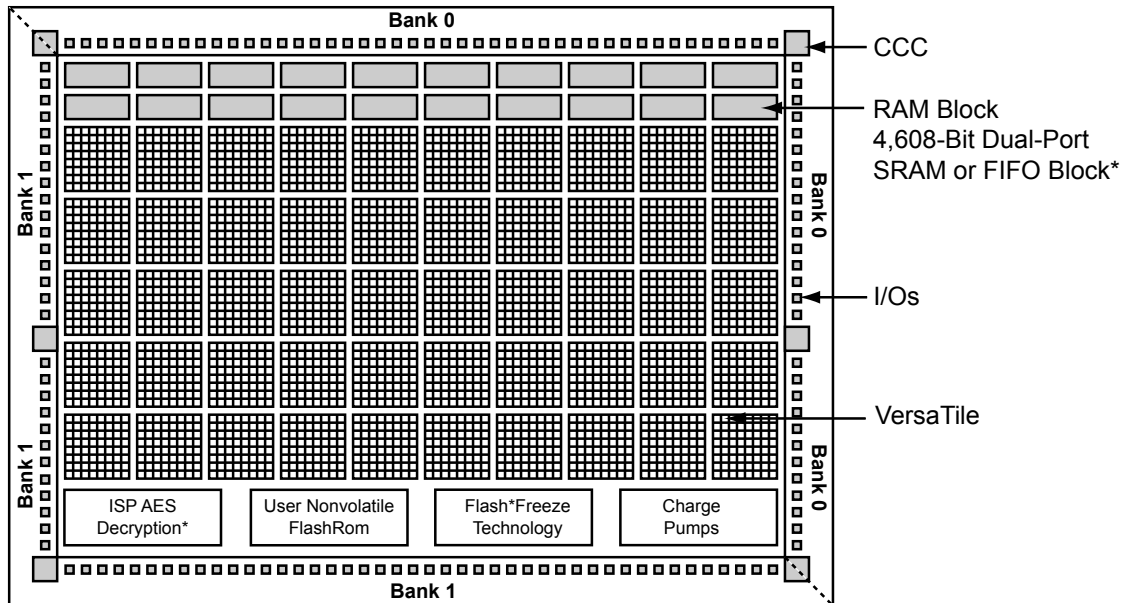 Bank 0
CCC
RAM Block
4,608-Bit Dual-Port
SRAM or FIFO Block*
Bank 1
Bank 0
I/Os
VersaTile
Bank 1
Bank 0
ISP AES
Decryption*
User Nonvolatile
FlashRom
Flash*Freeze
Technology
Charge
Pumps
Bank 1